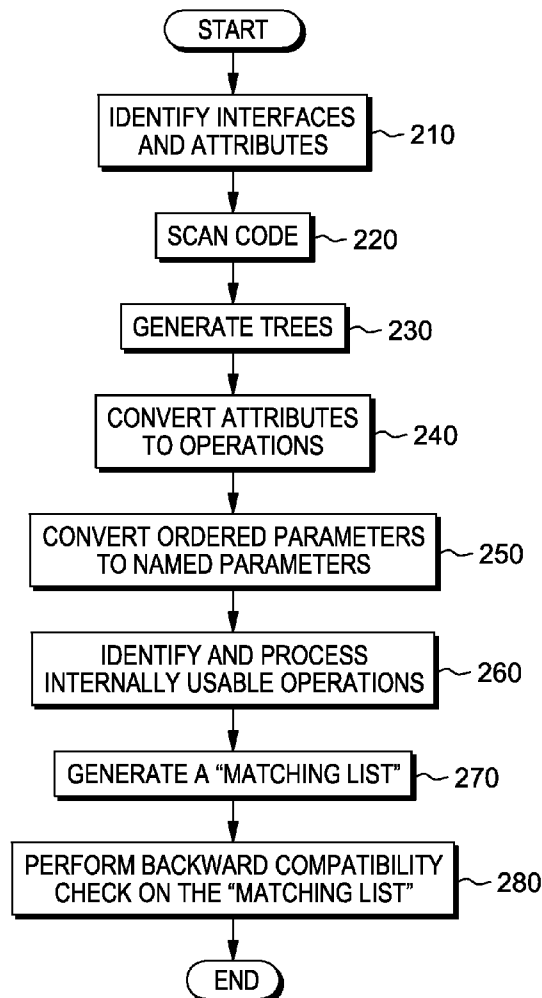 START
IDENTIFY INTERFACES
AND ATTRIBUTES
210
SCAN CODE
220
GENERATE TREES
230
CONVERT ATTRIBUTES
TO OPERATIONS
240
CONVERT ORDERED PARAMETERS
TO NAMED PARAMETERS
250
IDENTIFY AND PROCESS
INTERNALLY USABLE OPERATIONS
260
GENERATE A “MATCHING LIST”
270
PERFORM BACKWARD COMPATIBILITY
CHECK ON THE “MATCHING LIST”
280
END